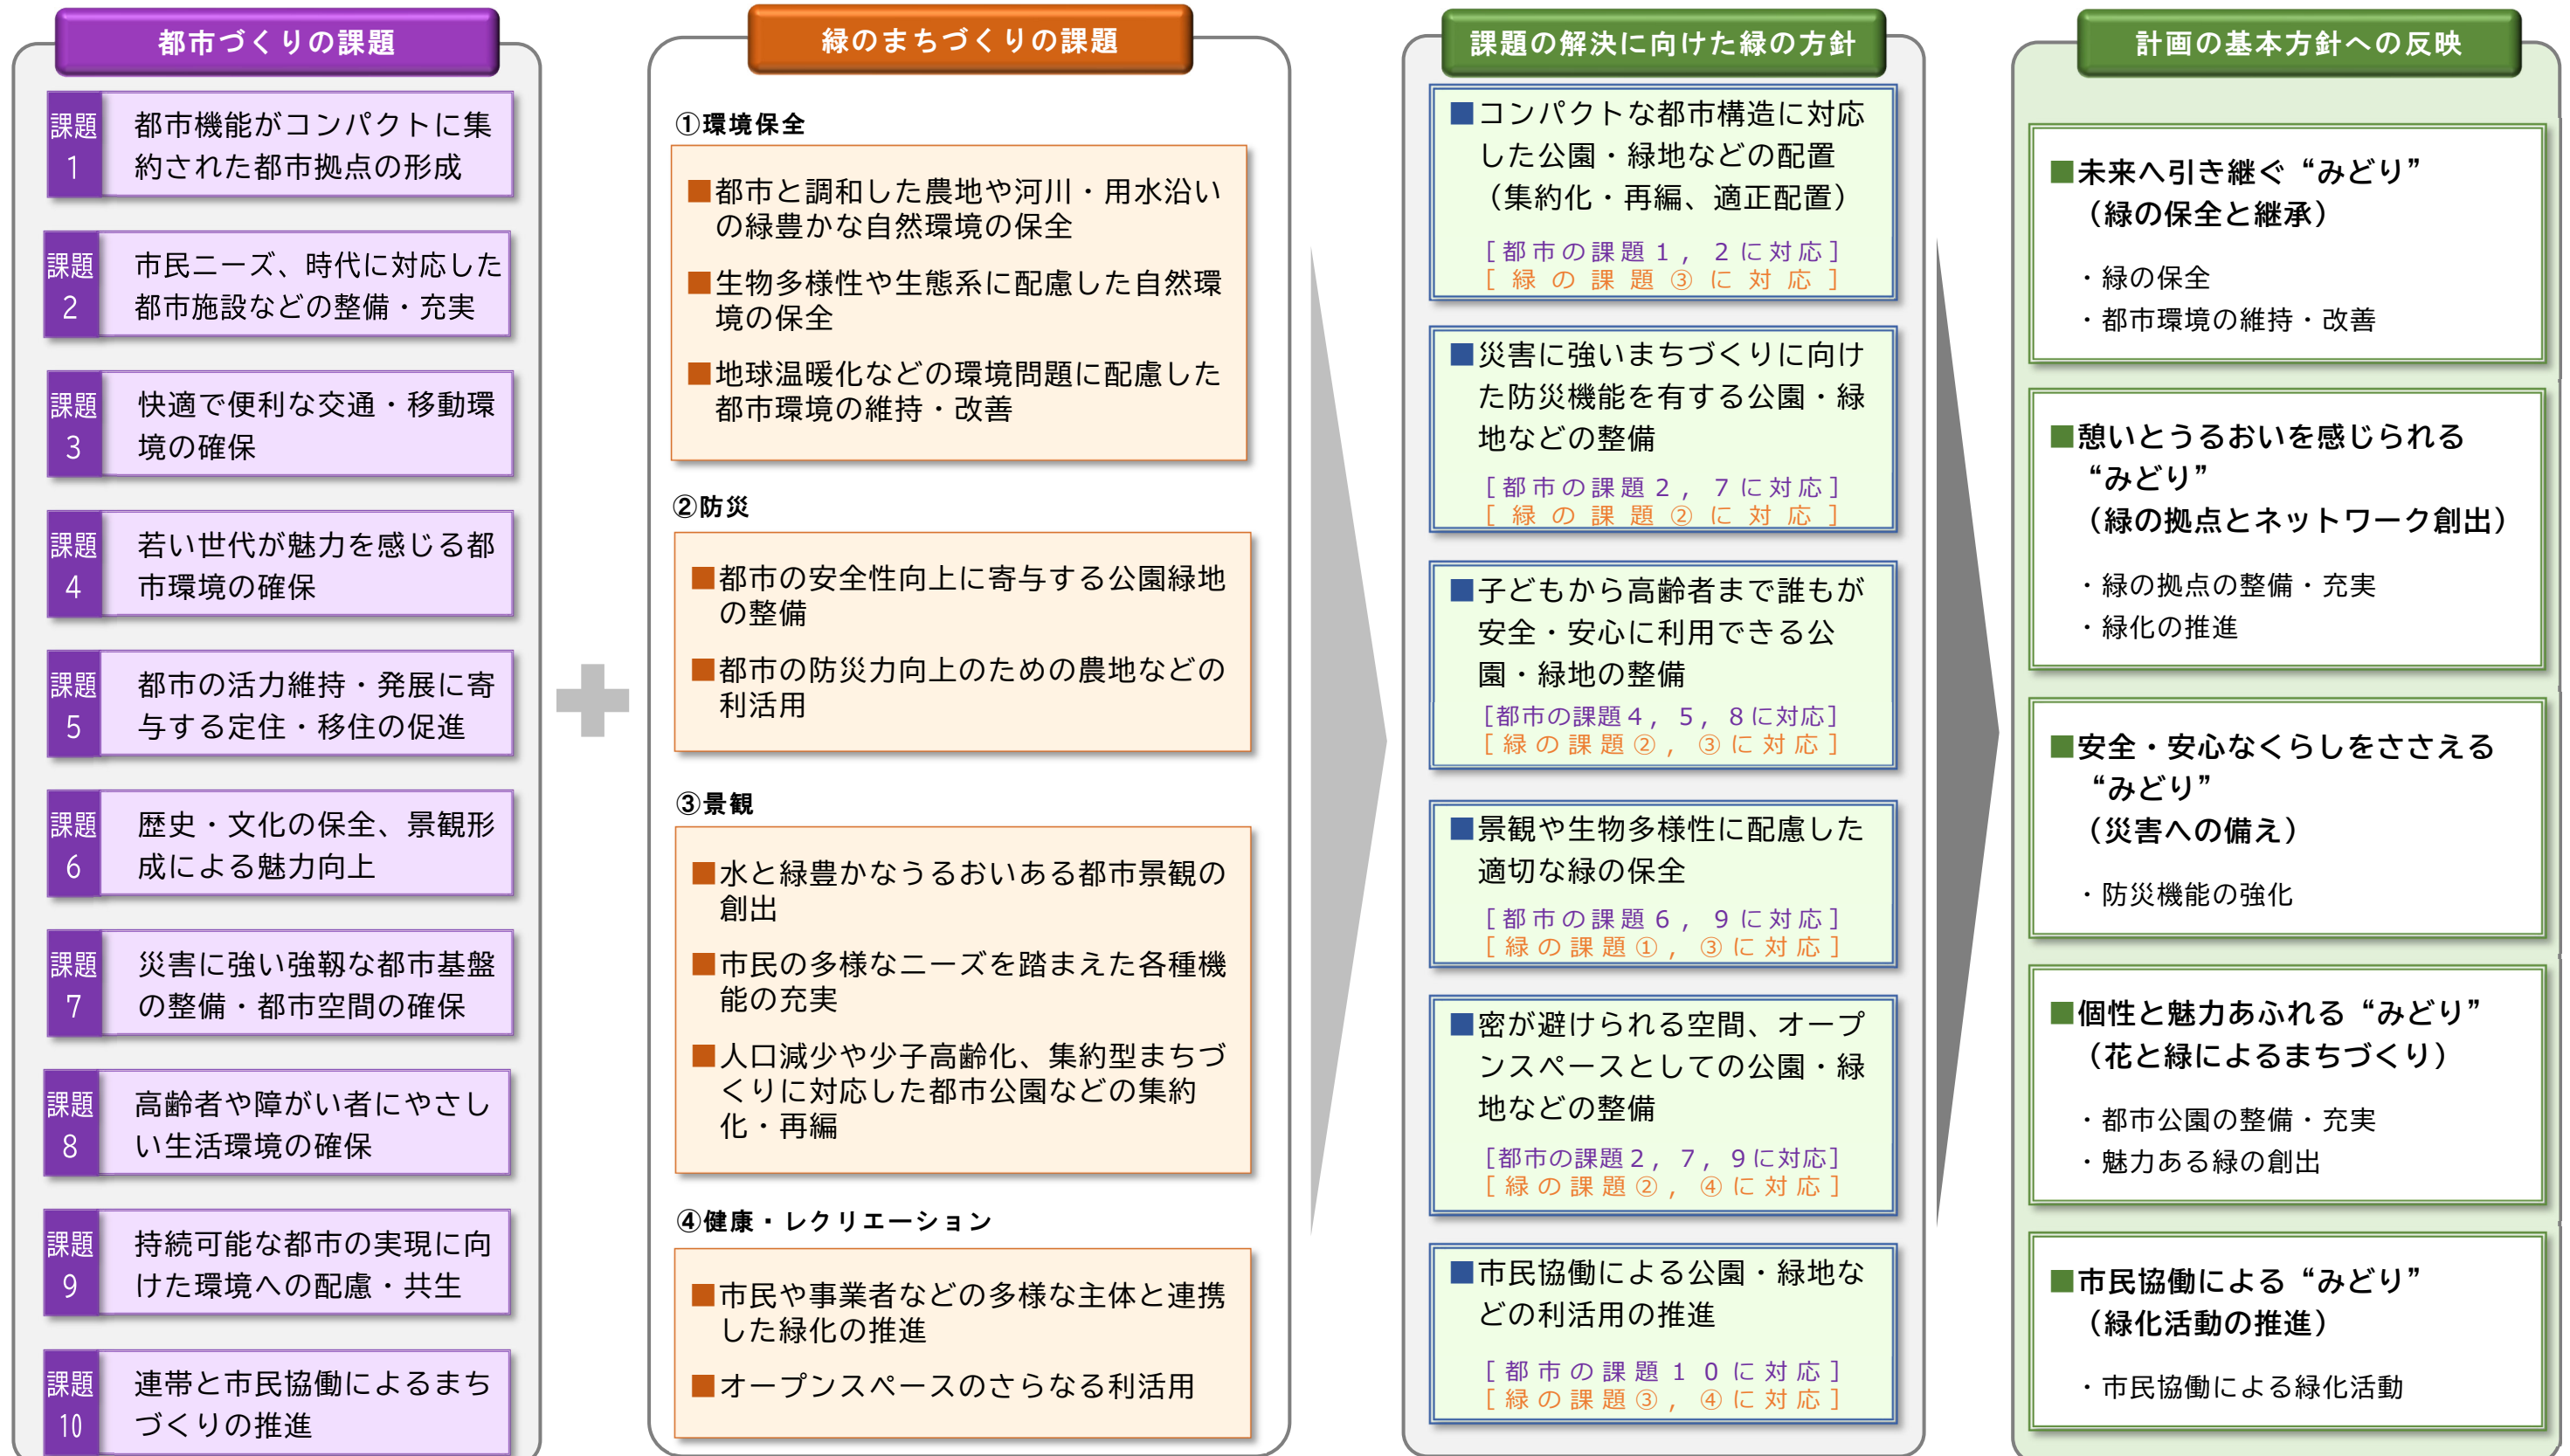 都市づくりの課題
課題
1
都市機能がコンパクトに集
約された都市拠点の形成
課題
2
市民ニーズ、時代に対応した
都市施設などの整備・充実
課題
3
快適で便利な交通・移動環
境の確保
課題
4
若い世代が魅力を感じる都
市環境の確保
課題
5
都市の活力維持・発展に寄
与する定住・移住の促進
課題
6
歴史・文化の保全、景観形
成による魅力向上
課題
7
災害に強い強靱な都市基盤
の整備・都市空間の確保
課題
8
高齢者や障がい者にやさし
い生活環境の確保
課題
9
持続可能な都市の実現に向
けた環境への配慮・共生
課題
10
連帯と市民協働によるまち
づくりの推進
緑のまちづくりの課題
①環境保全
■都市と調和した農地や河川・用水沿い
の緑豊かな自然環境の保全
■生物多様性や生態系に配慮した自然環
境の保全
■地球温暖化などの環境問題に配慮した
都市環境の維持・改善
②防災
■都市の安全性向上に寄与する公園緑地
の整備
■都市の防災力向上のための農地などの
利活用
③景観
■水と緑豊かなうるおいある都市景観の
創出
■市民の多様なニーズを踏まえた各種機
能の充実
■人口減少や少子高齢化、集約型まちづ
くりに対応した都市公園などの集約
化・再編
④健康・レクリエーション
■市民や事業者などの多様な主体と連携
した緑化の推進
■オープンスペースのさらなる利活用
課題の解決に向けた緑の方針
■コンパクトな都市構造に対応
した公園・緑地などの配置
（集約化・再編、適正配置）
[都市の課題1，2に対応]
[緑の課題③に対応]
■災害に強いまちづくりに向け
た防災機能を有する公園・緑
地などの整備
[都市の課題2，7に対応]
[緑の課題②に対応]
■子どもから高齢者まで誰もが
安全・安心に利用できる公
園・緑地の整備
[都市の課題4，5，8に対応]
[緑の課題②，③に対応]
■景観や生物多様性に配慮した
適切な緑の保全
[都市の課題6，9に対応]
[緑の課題①，③に対応]
■密が避けられる空間、オープ
ンスペースとしての公園・緑
地などの整備
[都市の課題2，7，9に対応]
[緑の課題②，④に対応]
■市民協働による公園・緑地な
どの利活用の推進
[都市の課題10に対応]
[緑の課題③，④に対応]
計画の基本方針への反映
■未来へ引き継ぐ“みどり”
（緑の保全と継承）
・緑の保全
・都市環境の維持・改善
■憩いとうるおいを感じられる
“みどり”
（緑の拠点とネットワーク創出）
・緑の拠点の整備・充実
・緑化の推進
■安全・安心なくらしをささえる
“みどり”
（災害への備え）
・防災機能の強化
■個性と魅力あふれる“みどり”
（花と緑によるまちづくり）
・都市公園の整備・充実
・魅力ある緑の創出
■市民協働による“みどり”
（緑化活動の推進）
・市民協働による緑化活動